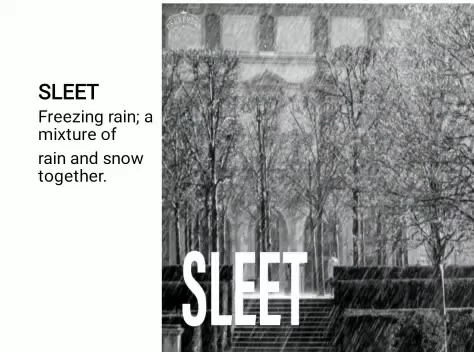 SLEET
Freezing rain; a
mixture of
rain and snow
together.
SLEET